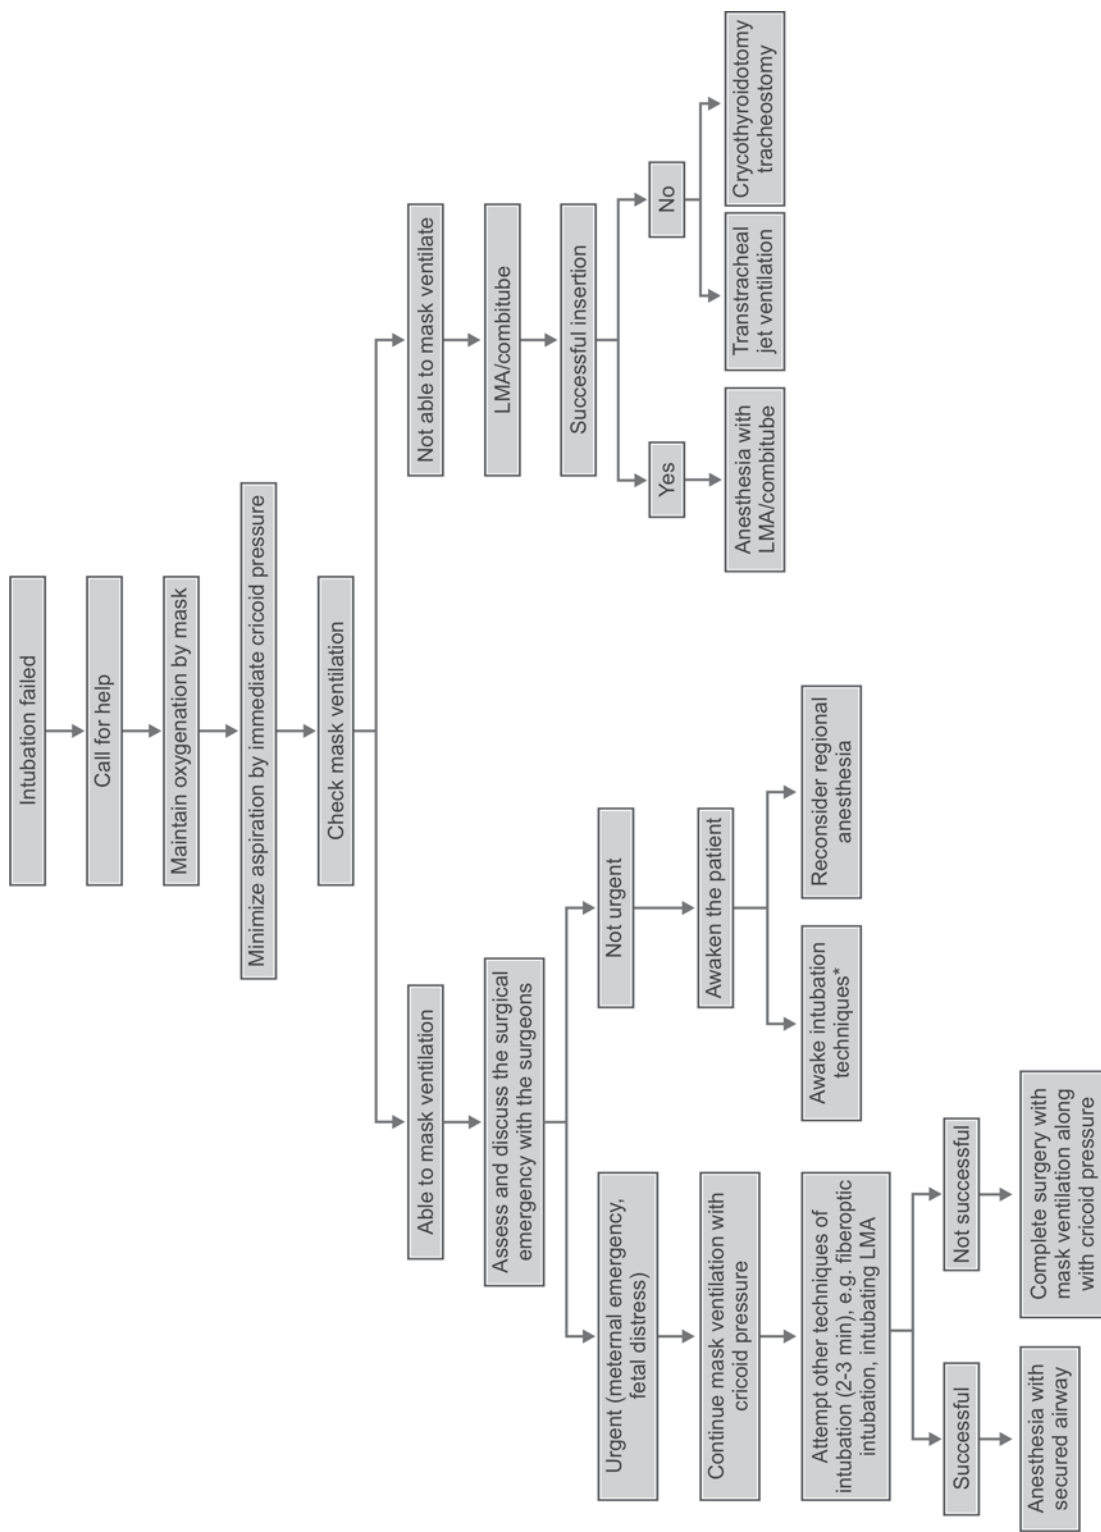 Intubation failed
Call for help
Maintain oxygenation by mask
Minimize aspiration by immediate cricoid pressure
Check mask ventilation
Able to mask ventilation
Assess and discuss the surgical
emergency with the surgeons
Urgent (meternal emergency,
fetal distress)
Continue mask ventilation with
cricoid pressure
Attempt other techniques of
intubation (2-3 min), e.g. fiberoptic
intubation, intubating LMA
Successful
Anesthesia with
secured airway
Not successful
Complete surgery with
mask ventilation along
with cricoid pressure
Not urgent
Awaken the patient
Awake intubation
techniques*
Reconsider regional
anesthesia
Not able to mask ventilate
LMA/combitube
Successful insertion
Yes
Anesthesia with
LMA/combitube
No
Transtracheal
jet ventilation
Crycothyroidotomy
tracheostomy